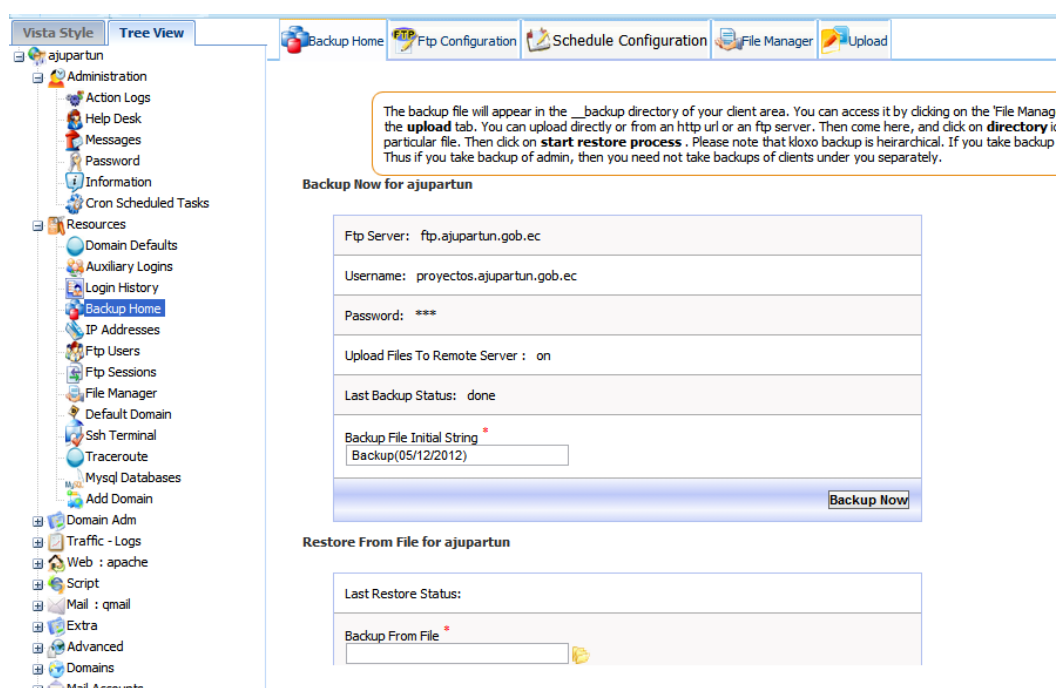 Vista Style
Tree View
ajupartun
Administration
Action Logs
Help Desk
Messages
Password
Information
Cron Scheduled Tasks
Resources
Domain Defaults
Auxiliary Logins
Login History
Backup Home
IP Addresses
Ftp Users
Ftp Sessions
File Manager
Default Domain
Ssh Terminal
Traceroute
Mysql Databases
Add Domain
Domain Adm
Traffic - Logs
Web : apache
Script
Mail : qmail
Extra
Advanced
Domains
Mail Accounts
Backup Home
FTP
Ftp Configuration
Schedule Configuration
File Manager
Upload
The backup file will appear in the __backup directory of your client area. You can access it by clicking on the 'File Manag
the upload tab. You can upload directly or from an http url or an ftp server. Then come here, and click on directory ic
particular file. Then click on start restore process . Please note that kloxo backup is heirarchical. If you take backup
Thus if you take backup of admin, then you need not take backups of clients under you separately.
Backup Now for ajupartun
Ftp Server: ftp.ajupartun.gob.ec
Username: proyectos.ajupartun.gob.ec
Password: ***
Upload Files To Remote Server : on
Last Backup Status: done
Backup File Initial String *
Backup(05/12/2012)
Backup Now
Restore From File for ajupartun
Last Restore Status:
Backup From File *